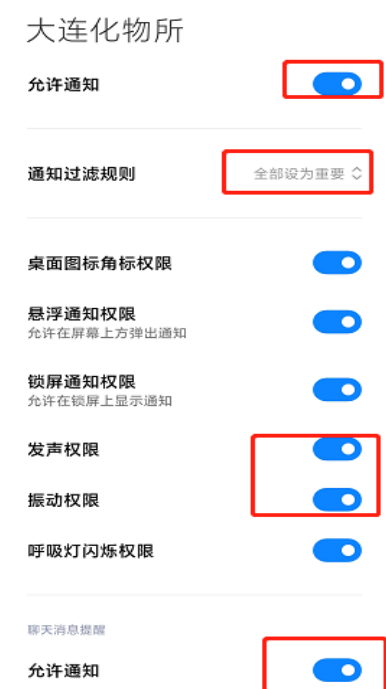 大连化物所
允许通知
通知过滤规则
全部设为重要
桌面图标角标权限
悬浮通知权限
允许在屏幕上方弹出通知
锁屏通知权限
允许在锁屏上显示通知
发声权限
振动权限
呼吸灯闪烁权限
聊天消息提醒
允许通知